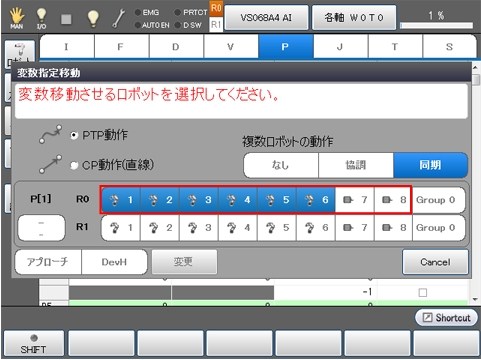 MAN I/O EMG PRTCT R0 VS068A4 AI 各軸 W0T0 1 %
AUTO EN D SW R1
I F D V P J T S
変数指定移動
変数移動させるロボットを選択してください。
PTP動作 複数ロボットの動作
CP動作(直線) なし 協調 同期
P[1] R0 1 2 3 4 5 6 7 8 Group 0
-- R1 1 2 3 4 5 6 7 8 Group 0
アプローチ DevH 変更 Cancel
-1
Shortcut
SHIFT